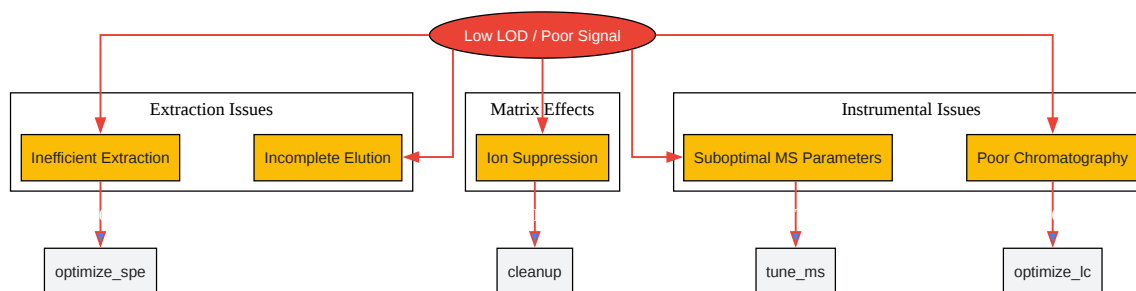 Low LOD / Poor Signal
Extraction Issues
Matrix Effects
Instrumental Issues
Inefficient Extraction
Incomplete Elution
Ion Suppression
Suboptimal MS Parameters
Poor Chromatography
optimize_spe
cleanup
tune_ms
optimize_lc